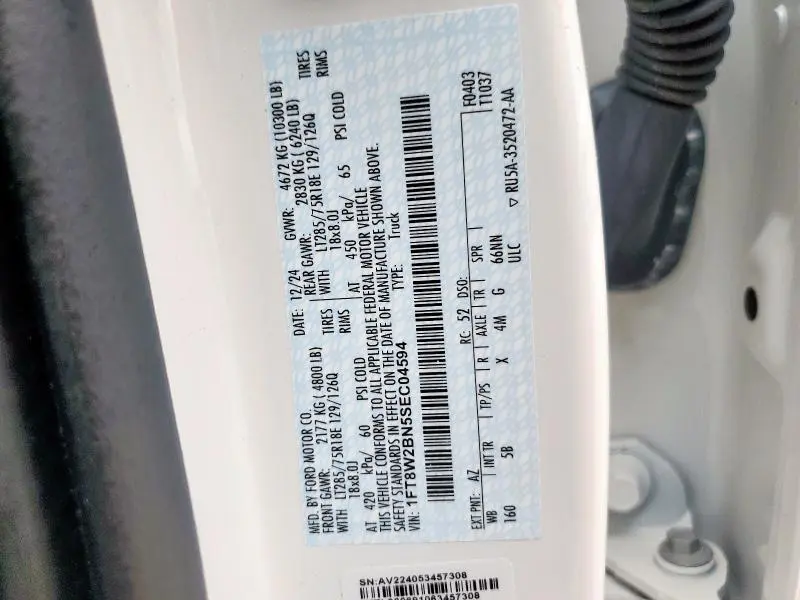 MFD. BY FORD MOTOR CO.
DATE: 12/24
GVWR: 4672 KG (10300 LB)
FRONT GAWR: 2177 KG (4800 LB)
REAR GAWR: 2830 KG (6240 LB)
WITH LT285/75R18E 129/126Q TIRES
WITH LT285/75R18E 129/126Q TIRES
18x8.0J RIMS
18x8.0J RIMS
AT 420 kPa/ 60 PSI COLD
AT 450 kPa/ 65 PSI COLD
THIS VEHICLE CONFORMS TO ALL APPLICABLE FEDERAL MOTOR VEHICLE
SAFETY STANDARDS IN EFFECT ON THE DATE OF MANUFACTURE SHOWN ABOVE.
VIN: 1FT8W2BN5SEC04594
TYPE: Truck
F0403
T1037
EXT PNT: AZ RC: 52 DSO:
WB INT TR TP/PS R AXLE TR SPR
160 5B X 4M G 66NN
ULC
▽ RU5A-3520472-AA
SN:AV224053457308